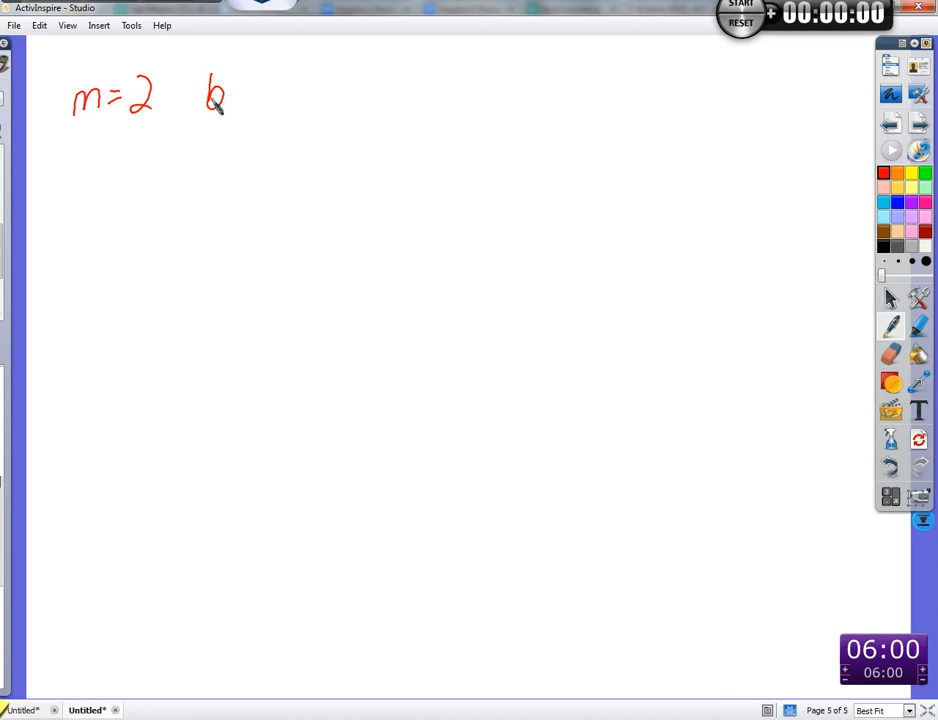 ActivInspire - Studio
START
RESET
+ 00:00:00
File Edit View Insert Tools Help
m=2 b
T
06:00
06:00
Untitled* Untitled* Page 5 of 5 Best Fit